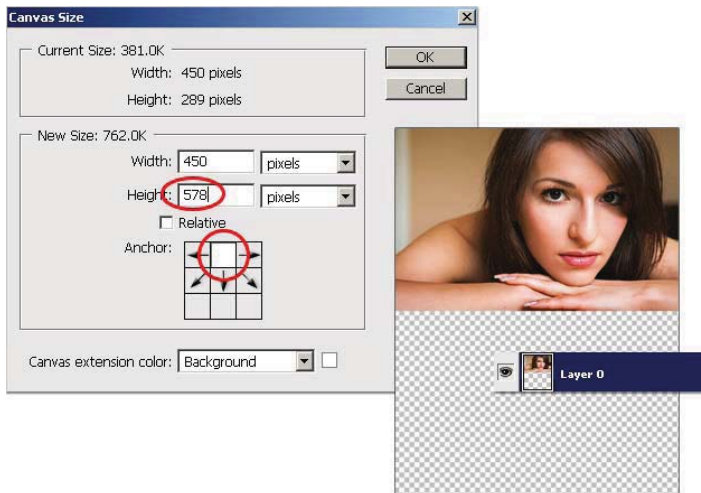 Canvas Size
Current Size: 381.0K
Width: 450 pixels
Height: 289 pixels
OK
Cancel
New Size: 762.0K
Width: 450 pixels
Height: 578 pixels
Relative
Anchor:
Canvas extension color: Background
Layer 0